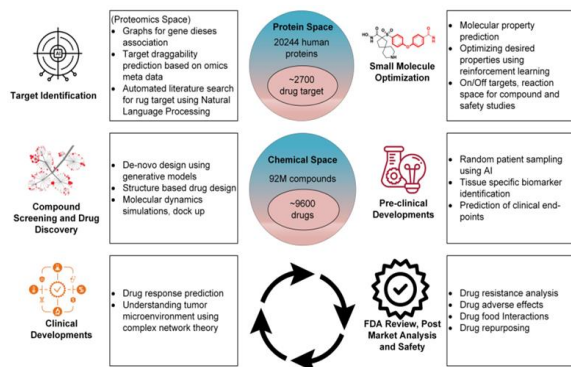 (Proteomics Space)
• Graphs for gene dieses
association
• Target draggability
prediction based on omics
meta data
• Automated literature search
for rug target using Natural
Language Processing
Target Identification
Protein Space
20244 human
proteins
~2700
drug target
HO
Small Molecule
Optimization
• Molecular property
prediction
• Optimizing desired
properties using
reinforcement learning
• On/Off targets, reaction
space for compound and
safety studies
Compound
Screening and Drug
Discovery
• De-novo design using
generative models
• Structure based drug design
• Molecular dynamics
simulations, dock up
Chemical Space
92M compounds
~9600
drugs
Pre-clinical
Developments
• Random patient sampling
using AI
• Tissue specific biomarker
identification
• Prediction of clinical end-
points
Clinical
Developments
• Drug response prediction
• Understanding tumor
microenvironment using
complex network theory
FDA Review, Post
Market Analysis
and Safety
• Drug resistance analysis
• Drug adverse effects
• Drug food Interactions
• Drug repurposing